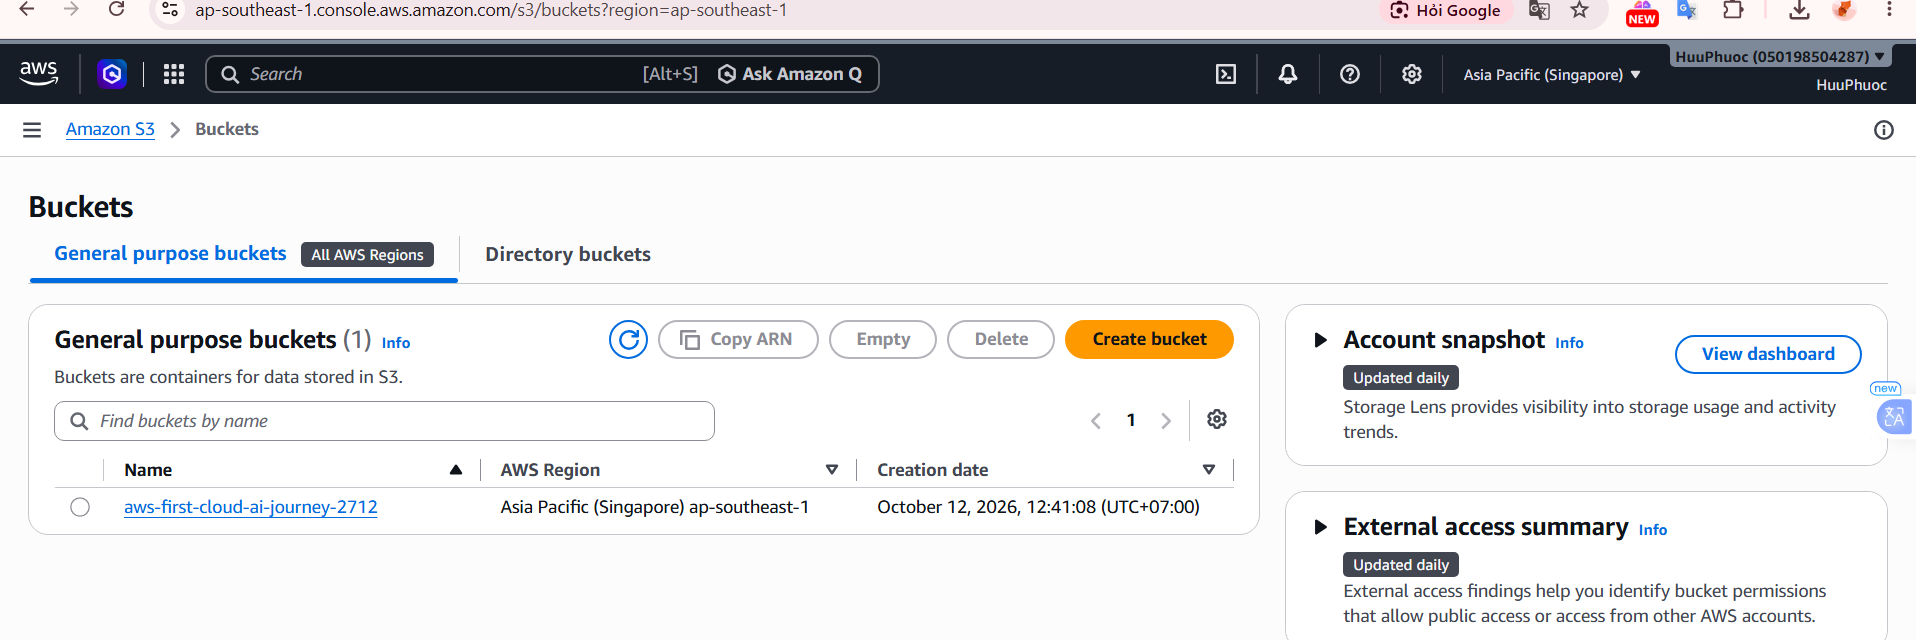 ap-southeast-1.console.aws.amazon.com/s3/buckets?region=ap-southeast-1
Hỏi Google
NEW
aws
Search
[Alt+S]
Ask Amazon Q
Asia Pacific (Singapore)
HuuPhuoc (050198504287)
HuuPhuoc
Amazon S3
Buckets
Buckets
General purpose buckets
All AWS Regions
Directory buckets
General purpose buckets (1) Info
Copy ARN
Empty
Delete
Create bucket
Buckets are containers for data stored in S3.
Find buckets by name
1
Name
AWS Region
Creation date
aws-first-cloud-ai-journey-2712
Asia Pacific (Singapore) ap-southeast-1
October 12, 2026, 12:41:08 (UTC+07:00)
Account snapshot Info
View dashboard
Updated daily
Storage Lens provides visibility into storage usage and activity
trends.
new
External access summary Info
Updated daily
External access findings help you identify bucket permissions
that allow public access or access from other AWS accounts.